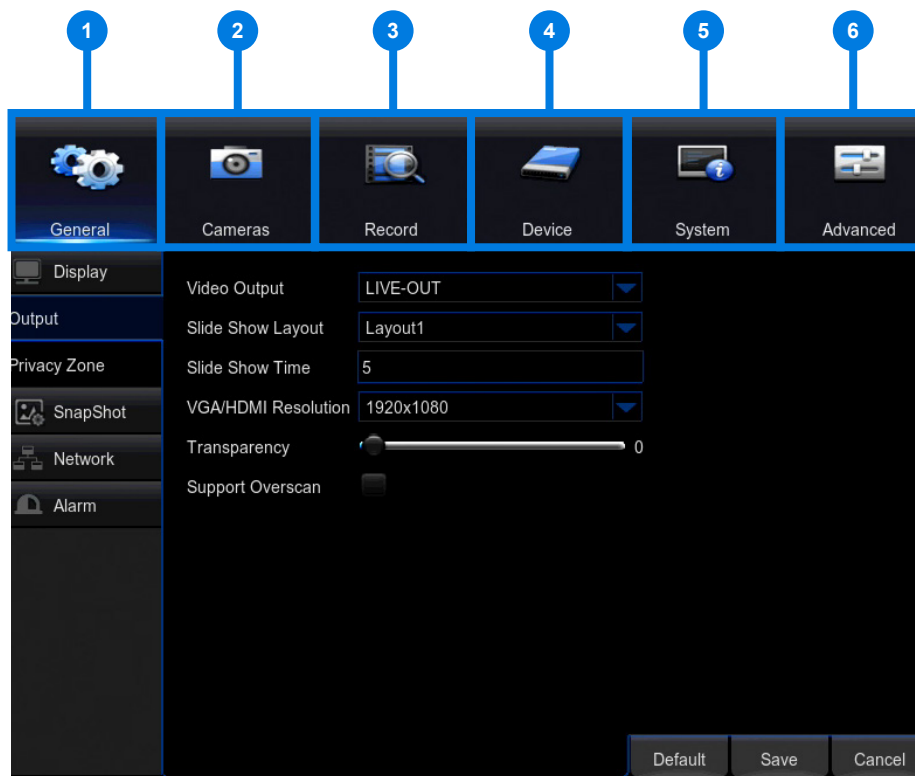 1 2 3 4 5 6
General Cameras Record Device System Advanced
Display
Output
Privacy Zone
SnapShot
Network
Alarm
Video Output LIVE-OUT
Slide Show Layout Layout1
Slide Show Time 5
VGA/HDMI Resolution 1920x1080
Transparency 0
Support Overscan
Default Save Cancel